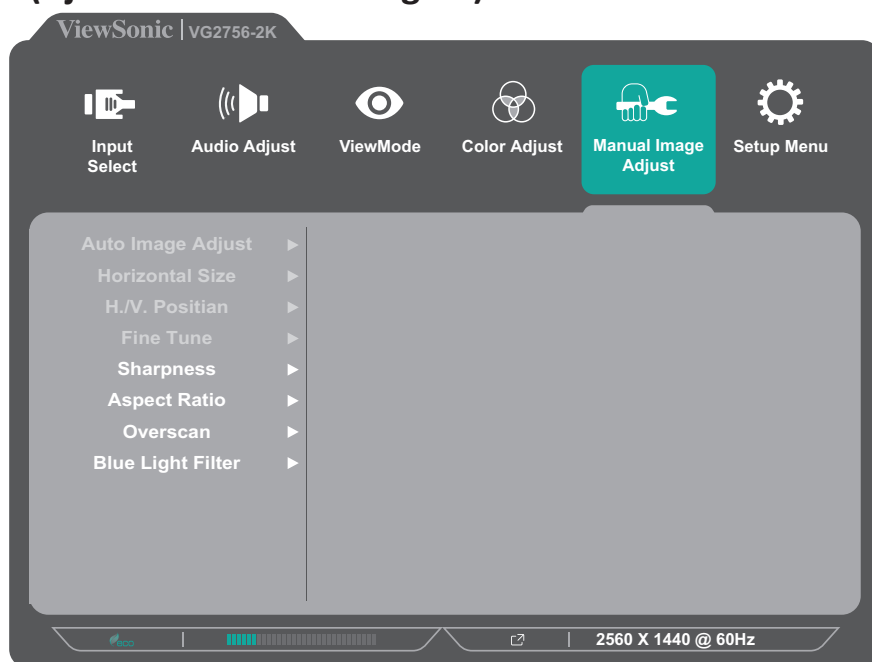 ViewSonic | VG2756-2K
Input
Select
Audio Adjust
ViewMode
Color Adjust
Manual Image
Adjust
Setup Menu
Auto Image Adjust
Horizontal Size
H./V. Positian
Fine Tune
Sharpness
Aspect Ratio
Overscan
Blue Light Filter
eco
2560 X 1440 @ 60Hz